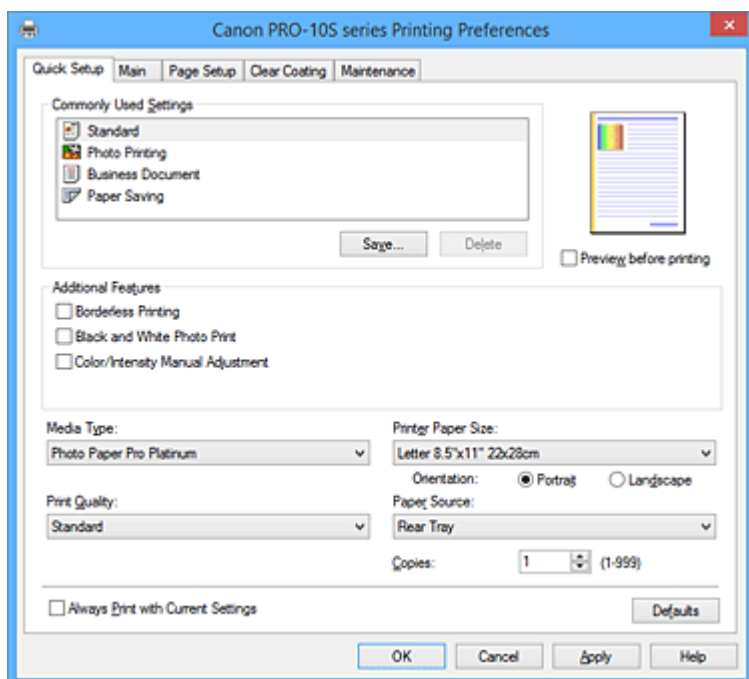 Canon PRO-10S series Printing Preferences
Quick Setup Main Page Setup Clear Coating Maintenance
Commonly Used Settings
Standard
Photo Printing
Business Document
Paper Saving
Save... Delete
Preview before printing
Additional Features
Borderless Printing
Black and White Photo Print
Color/Intensity Manual Adjustment
Media Type: Printer Paper Size:
Photo Paper Pro Platinum Letter 8.5"x11" 22x28cm
Orientation: Portrait Landscape
Print Quality: Paper Source:
Standard Rear Tray
Copies: 1 (1-999)
Always Print with Current Settings Defaults
OK Cancel Apply Help